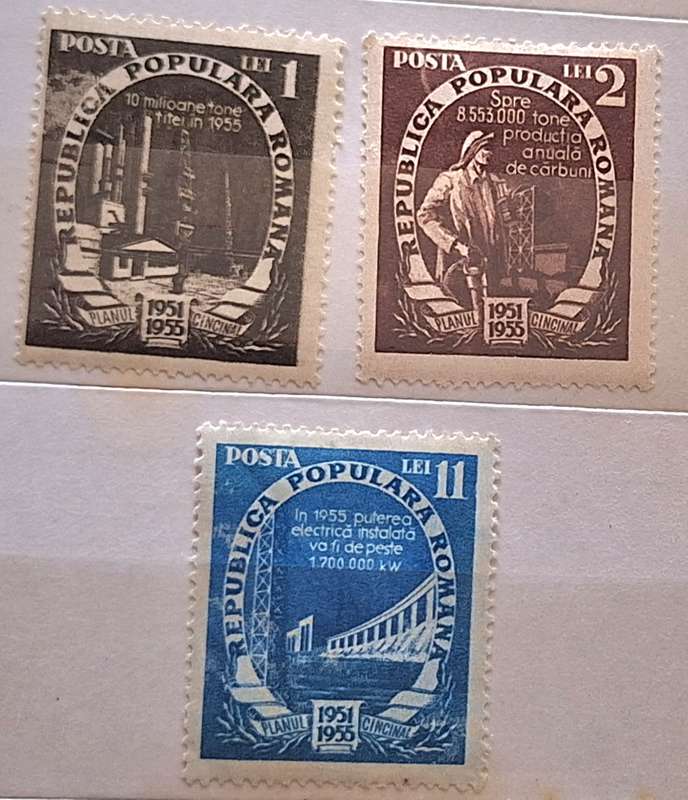 POSTA LEI 1
REPUBLICA POPULARA ROMANA
10 milioane tone
titei in 1955
1951
1955
PLANUL CINCINAL
POSTA LEI 2
REPUBLICA POPULARA ROMANA
Spre
8.553.000 tone
producția
anuală
de cărbuni
1951
1955
PLANUL CINCINAL
POSTA LEI 11
REPUBLICA POPULARA ROMANA
In 1955 puterea
electrică instalată
va fi de peste
1.700.000 kW
1951
1955
PLANUL CINCINAL